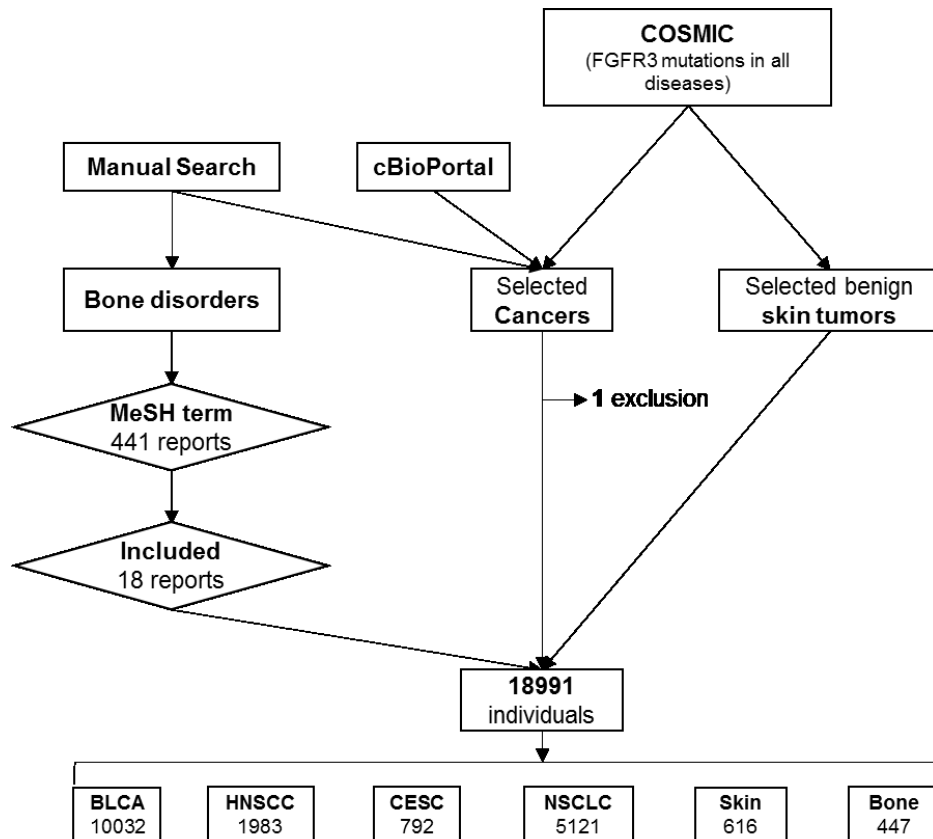 COSMIC
(FGFR3 mutations in all
diseases)
Manual Search
cBioPortal
Bone disorders
Selected
Cancers
Selected benign
skin tumors
MeSH term
441 reports
1 exclusion
Included
18 reports
18991
individuals
BLCA
10032
HNSCC
1983
CESC
792
NSCLC
5121
Skin
616
Bone
447